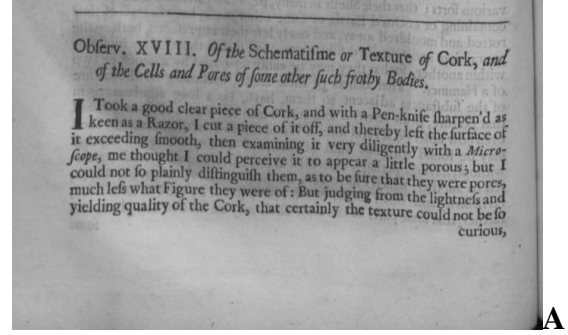 Obſerv. XVIII. Of the Schematiſme or Texture of Cork, and
of the Cells and Pores of ſome other ſuch frothy Bodies.
I Took a good clear piece of Cork, and with a Pen-knife ſharpen'd as
keen as a Razor, I cut a piece of it off, and thereby left the ſurface of
it exceeding ſmooth, then examining it very diligently with a Micro-
ſcope, me thought I could perceive it to appear a little porous; but I
could not ſo plainly diſtinguiſh them, as to be ſure that they were pores,
much leſs what Figure they were of: But judging from the lightneſs and
yielding quality of the Cork, that certainly the texture could not be ſo
curious,
A